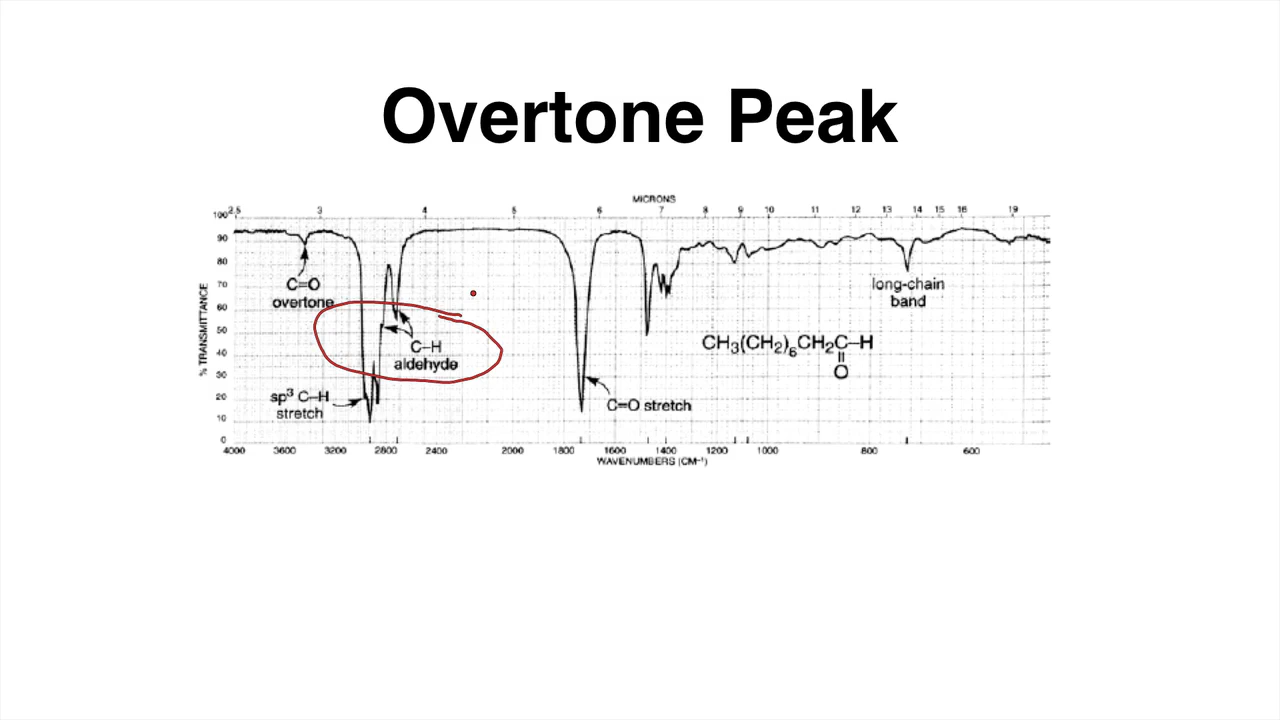 Overtone Peak
MICRONS
2.5 3 4 5 6 7 8 9 10 11 12 13 14 15 16 19
100
90
80
70
60
50
40
30
20
10
0
% TRANSMITTANCE
C=O
overtone
C–H
aldehyde
sp³ C–H
stretch
C=O stretch
CH₃(CH₂)₆CH₂C–H
O
long-chain
band
4000 3600 3200 2800 2400 2000 1800 1600 1400 1200 1000 800 600
WAVENUMBERS (CM⁻¹)